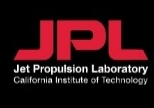 JPL
Jet Propulsion Laboratory
California Institute of Technology